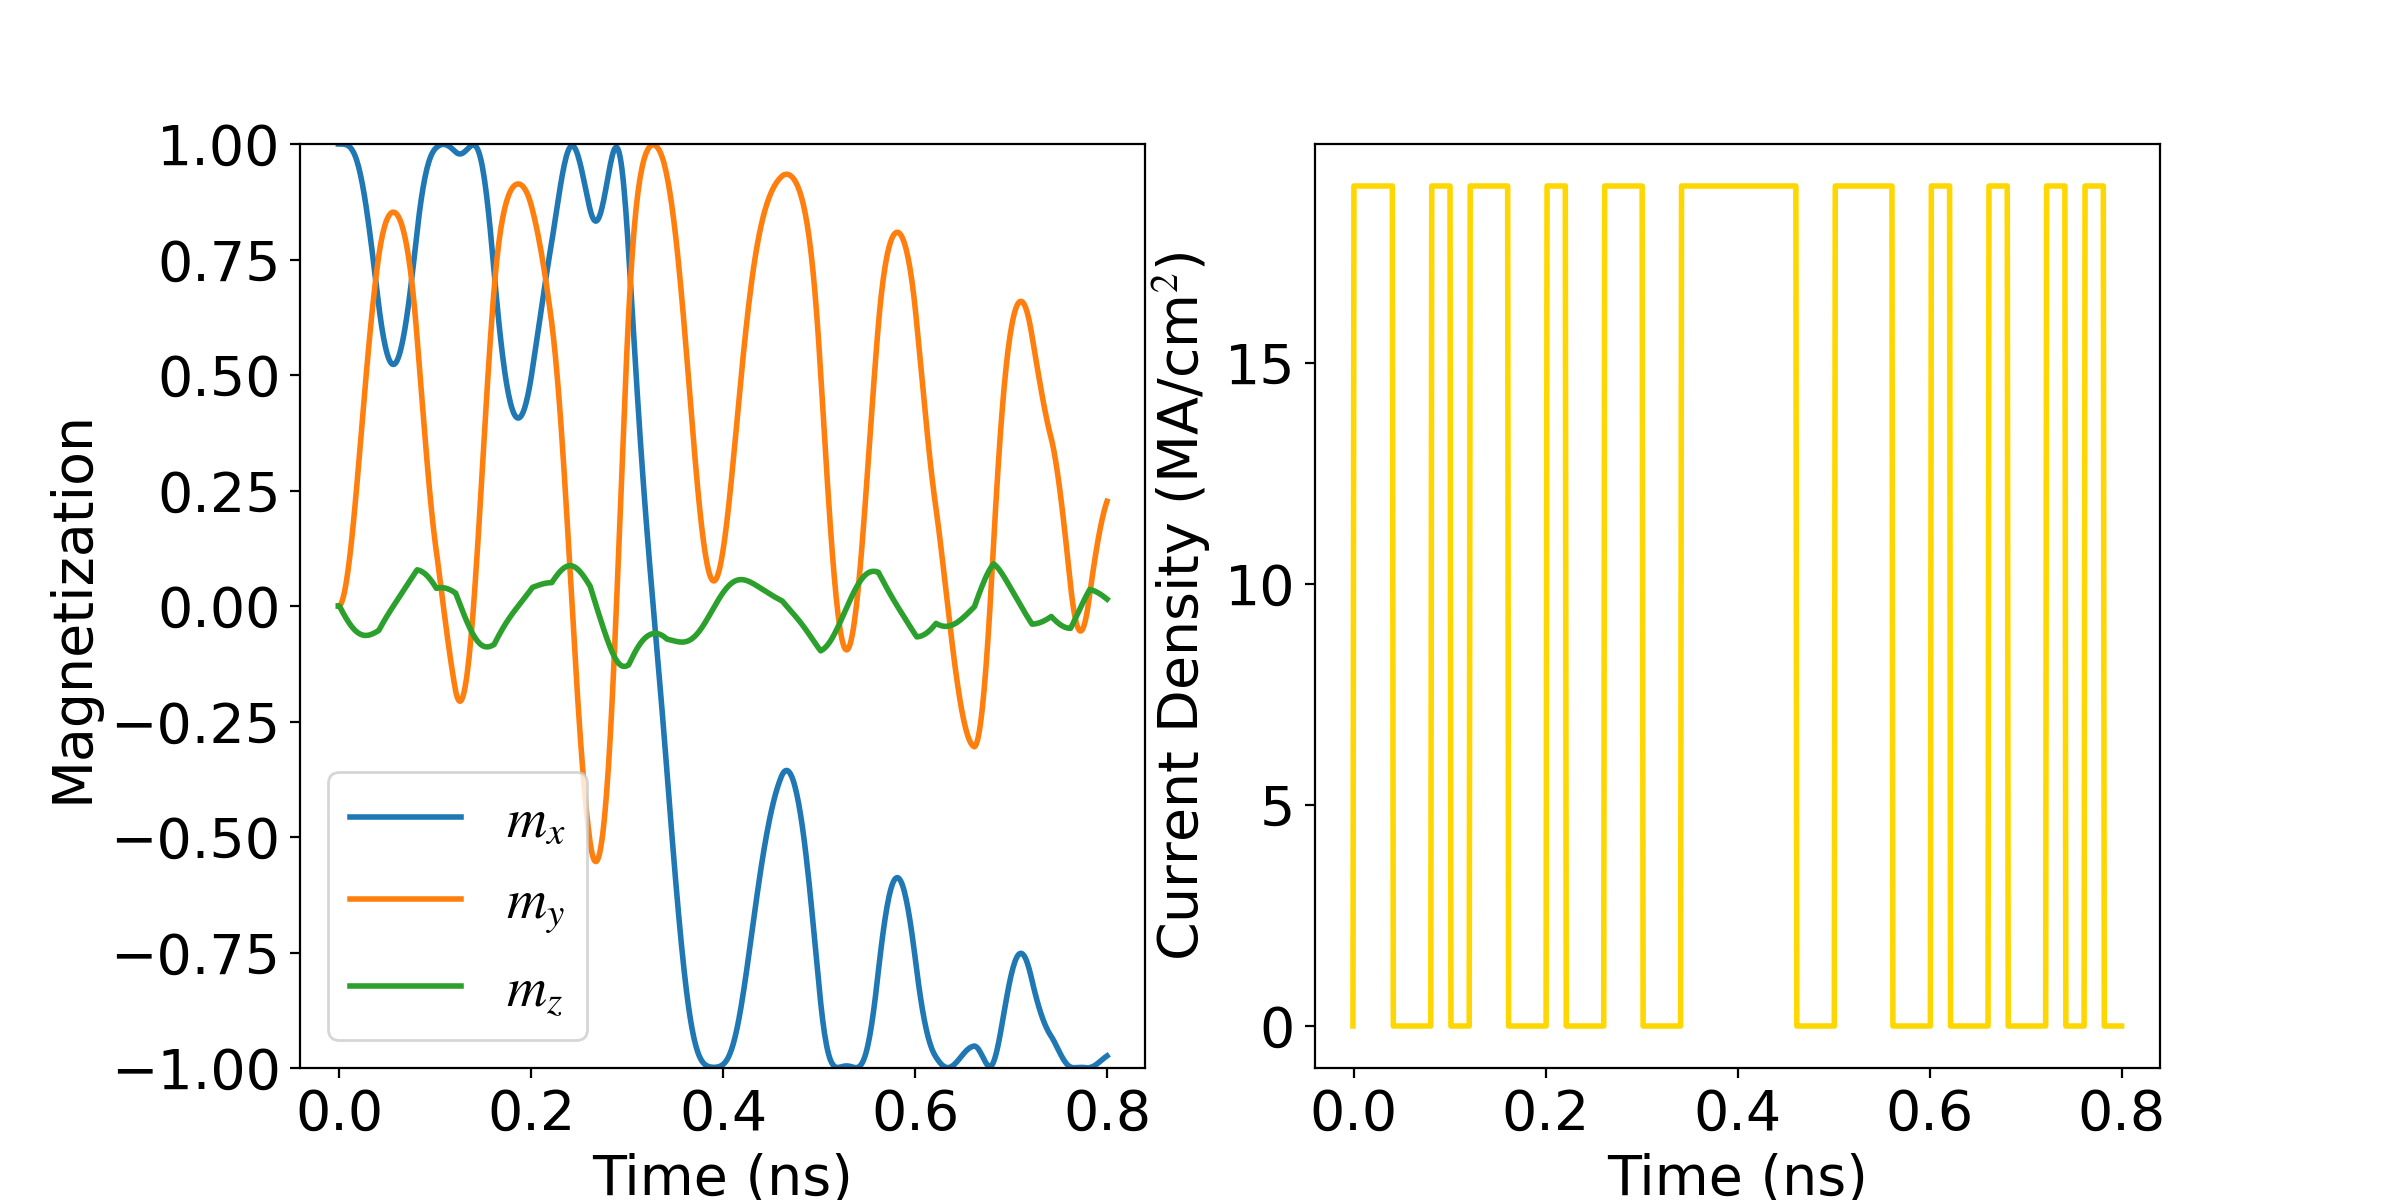 1.00
0.75
0.50
0.25
0.00
−0.25
−0.50
−0.75
−1.00
Magnetization
m_x
m_y
m_z
0.0 0.2 0.4 0.6 0.8
Time (ns)
Current Density (MA/cm²)
15
10
5
0
0.0 0.2 0.4 0.6 0.8
Time (ns)